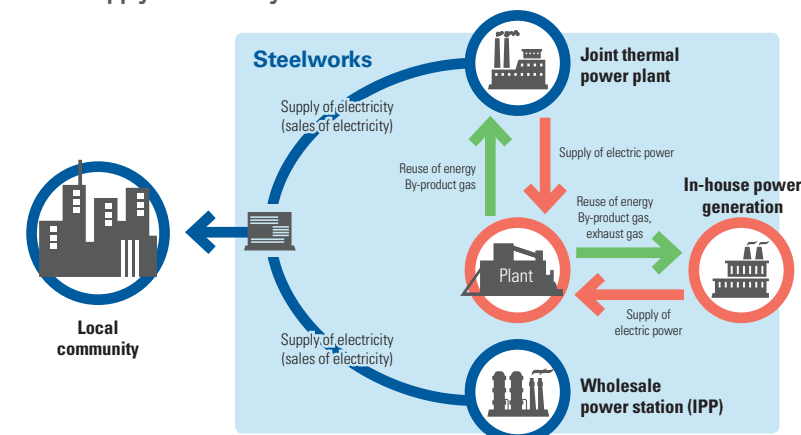 Steelworks
Joint thermal
power plant
Supply of electricity
(sales of electricity)
Reuse of energy
By-product gas
Supply of electric power
In-house power
generation
Reuse of energy
By-product gas,
exhaust gas
Plant
Supply of
electric power
Local
community
Supply of electricity
(sales of electricity)
Wholesale
power station (IPP)